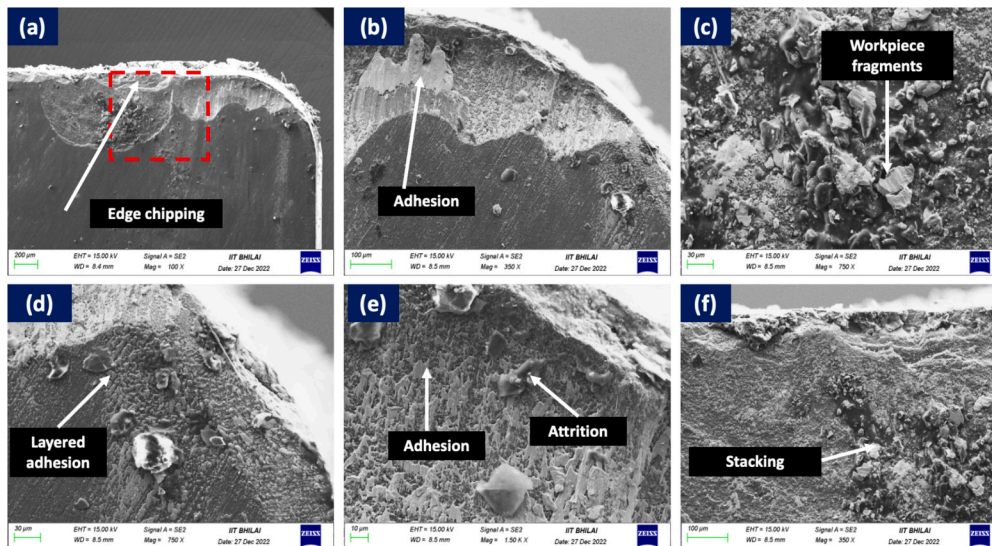 (a)
Edge chipping
200 µm
EHT = 15.00 kV
Signal A = SE2
IIT BHILAI
WD = 8.4 mm
Mag = 100 X
Date: 27 Dec 2022
ZEISS
(b)
Adhesion
100 µm
EHT = 15.00 kV
Signal A = SE2
IIT BHILAI
WD = 8.5 mm
Mag = 350 X
Date: 27 Dec 2022
ZEISS
(c)
Workpiece
fragments
30 µm
EHT = 15.00 kV
Signal A = SE2
IIT BHILAI
WD = 8.5 mm
Mag = 750 X
Date: 27 Dec 2022
ZEISS
(d)
Layered
adhesion
30 µm
EHT = 15.00 kV
Signal A = SE2
IIT BHILAI
WD = 8.5 mm
Mag = 750 X
Date: 27 Dec 2022
ZEISS
(e)
Adhesion
Attrition
10 µm
EHT = 15.00 kV
Signal A = SE2
IIT BHILAI
WD = 8.5 mm
Mag = 1.50 K X
Date: 27 Dec 2022
ZEISS
(f)
Stacking
100 µm
EHT = 15.00 kV
Signal A = SE2
IIT BHILAI
WD = 8.5 mm
Mag = 350 X
Date: 27 Dec 2022
ZEISS